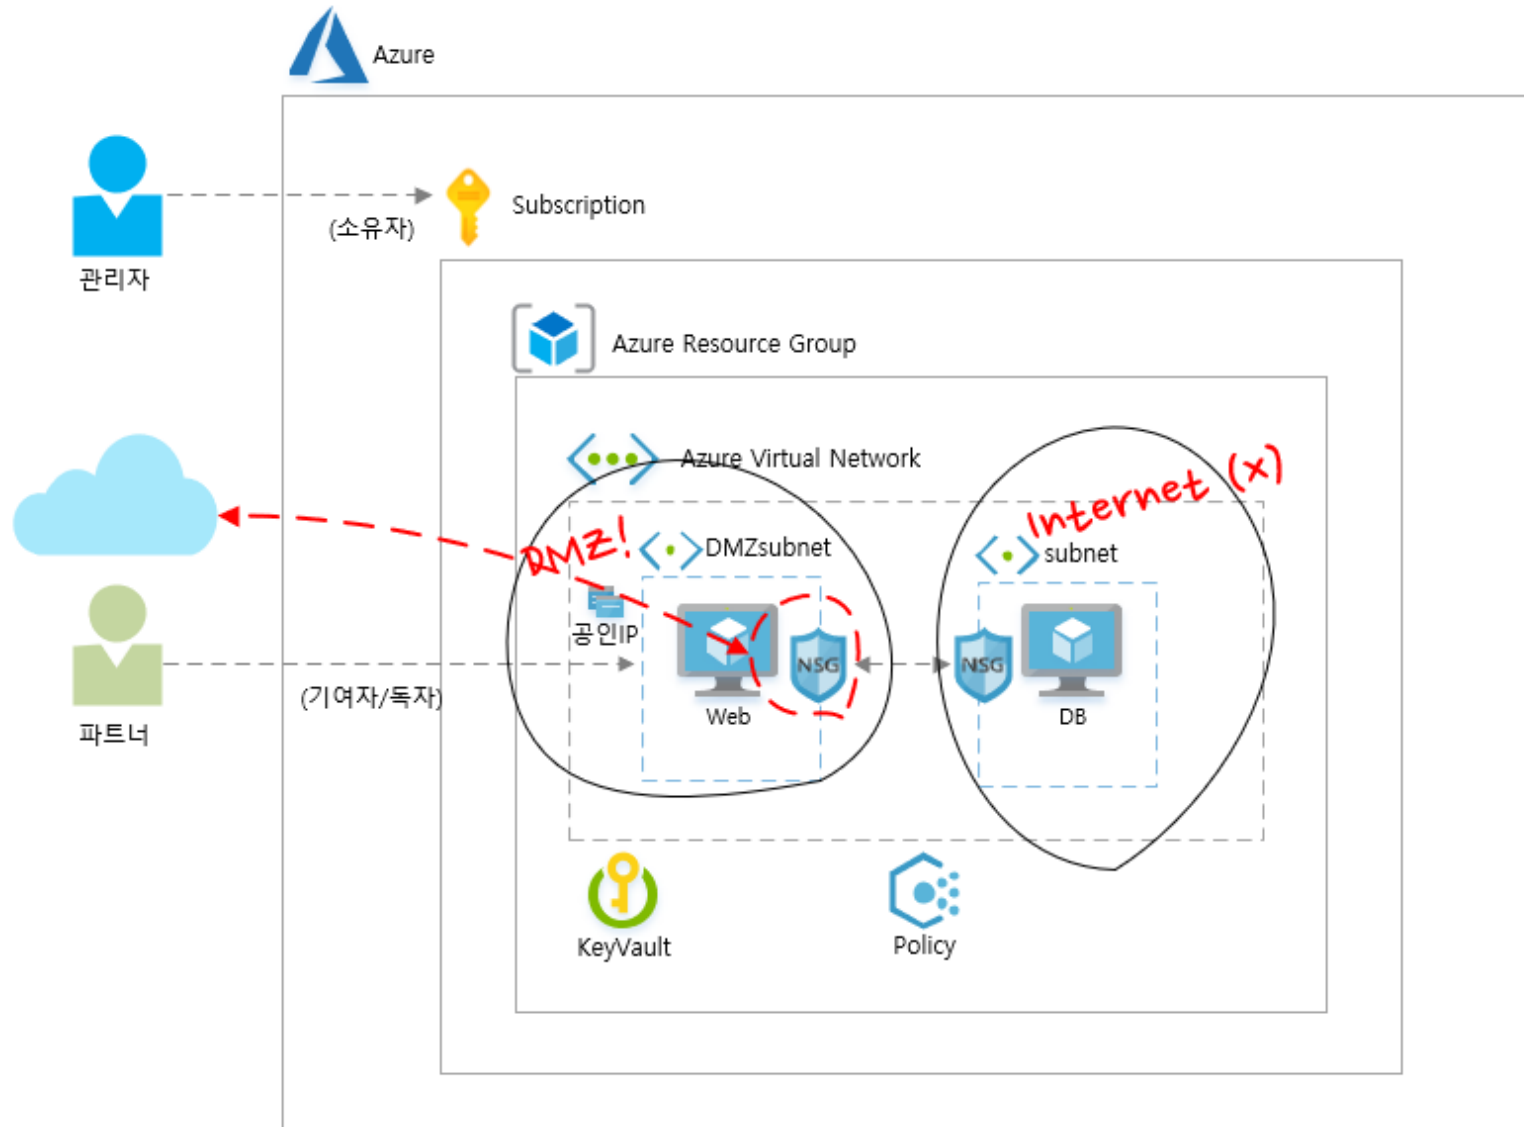 Azure
Subscription
(소유자)
관리자
Azure Resource Group
Azure Virtual Network
Internet (x)
DMZ!
DMZsubnet
subnet
공인IP
NSG
NSG
(기여자/독자)
Web
DB
파트너
KeyVault
Policy